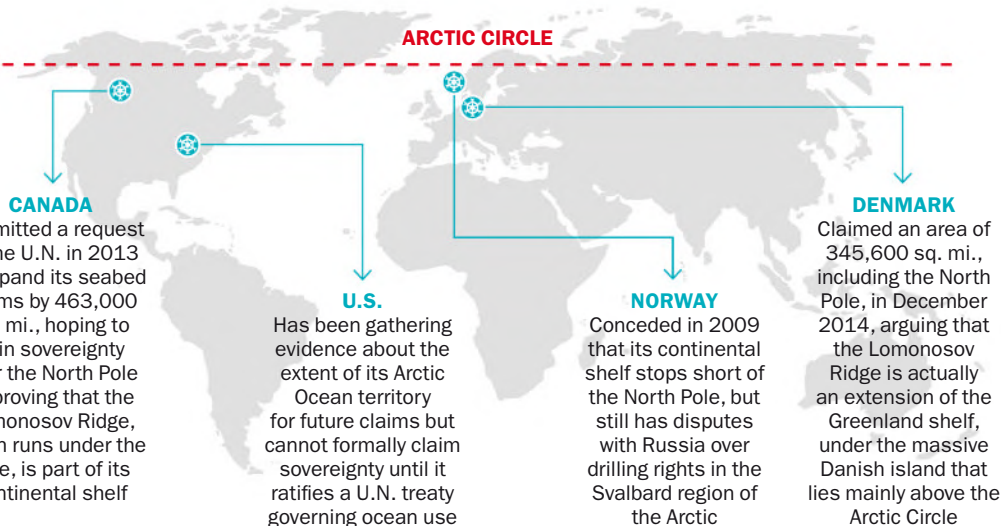 ARCTIC CIRCLE
CANADA
mitted a request
he U.N. in 2013
pand its seabed
ms by 463,000
mi., hoping to
in sovereignty
r the North Pole
proving that the
monosov Ridge,
h runs under the
e, is part of its
ntinental shelf
U.S.
Has been gathering
evidence about the
extent of its Arctic
Ocean territory
for future claims but
cannot formally claim
sovereignty until it
ratifies a U.N. treaty
governing ocean use
NORWAY
Conceded in 2009
that its continental
shelf stops short of
the North Pole, but
still has disputes
with Russia over
drilling rights in the
Svalbard region of
the Arctic
DENMARK
Claimed an area of
345,600 sq. mi.,
including the North
Pole, in December
2014, arguing that
the Lomonosov
Ridge is actually
an extension of the
Greenland shelf,
under the massive
Danish island that
lies mainly above the
Arctic Circle